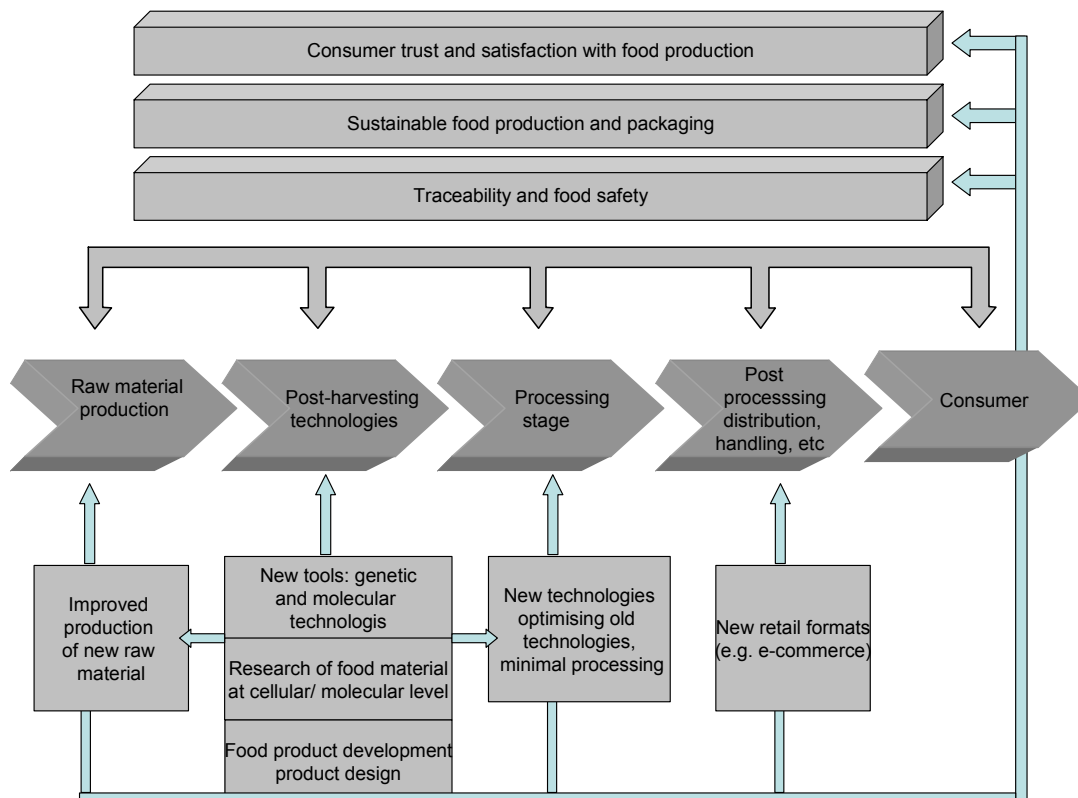 Consumer trust and satisfaction with food production
Sustainable food production and packaging
Traceability and food safety
Raw material
production
Post-harvesting
technologies
Processing
stage
Post
processsing
distribution,
handling, etc
Consumer
Improved
production
of new raw
material
New tools: genetic
and molecular
technologis
Research of food material
at cellular/ molecular level
Food product development
product design
New technologies
optimising old
technologies,
minimal processing
New retail formats
(e.g. e-commerce)